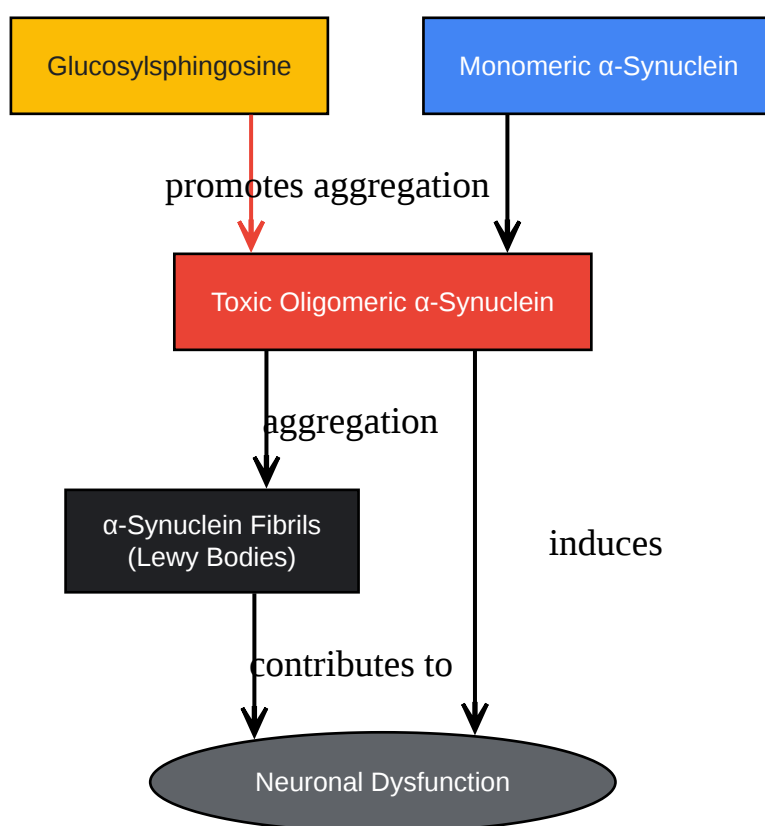 Glucosylsphingosine
Monomeric α-Synuclein
promotes aggregation
Toxic Oligomeric α-Synuclein
aggregation
α-Synuclein Fibrils
(Lewy Bodies)
induces
contributes to
Neuronal Dysfunction